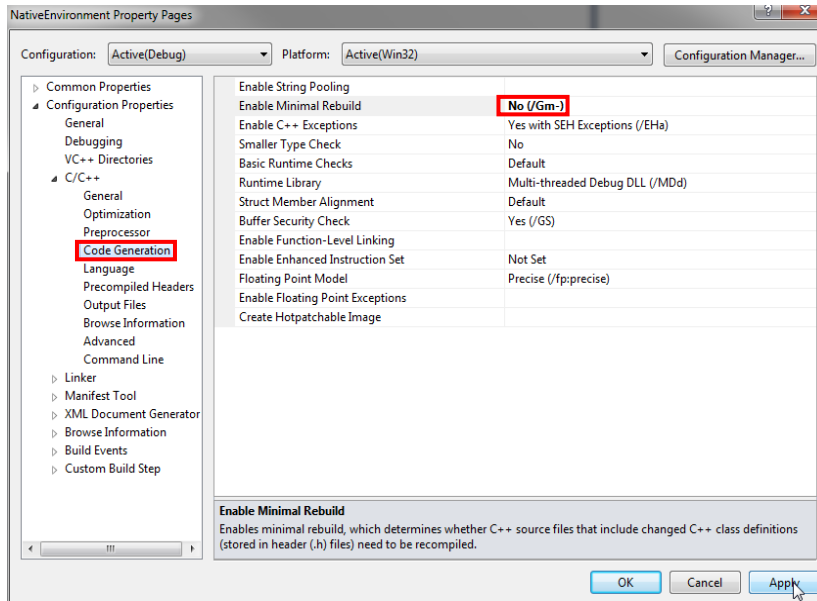 NativeEnvironment Property Pages
?
Configuration: Active(Debug) Platform: Active(Win32) Configuration Manager...
Common Properties
Configuration Properties
General
Debugging
VC++ Directories
C/C++
General
Optimization
Preprocessor
Code Generation
Language
Precompiled Headers
Output Files
Browse Information
Advanced
Command Line
Linker
Manifest Tool
XML Document Generator
Browse Information
Build Events
Custom Build Step
Enable String Pooling
Enable Minimal Rebuild No (/Gm-)
Enable C++ Exceptions Yes with SEH Exceptions (/EHa)
Smaller Type Check No
Basic Runtime Checks Default
Runtime Library Multi-threaded Debug DLL (/MDd)
Struct Member Alignment Default
Buffer Security Check Yes (/GS)
Enable Function-Level Linking
Enable Enhanced Instruction Set Not Set
Floating Point Model Precise (/fp:precise)
Enable Floating Point Exceptions
Create Hotpatchable Image
Enable Minimal Rebuild
Enables minimal rebuild, which determines whether C++ source files that include changed C++ class definitions
(stored in header (.h) files) need to be recompiled.
OK Cancel Apply